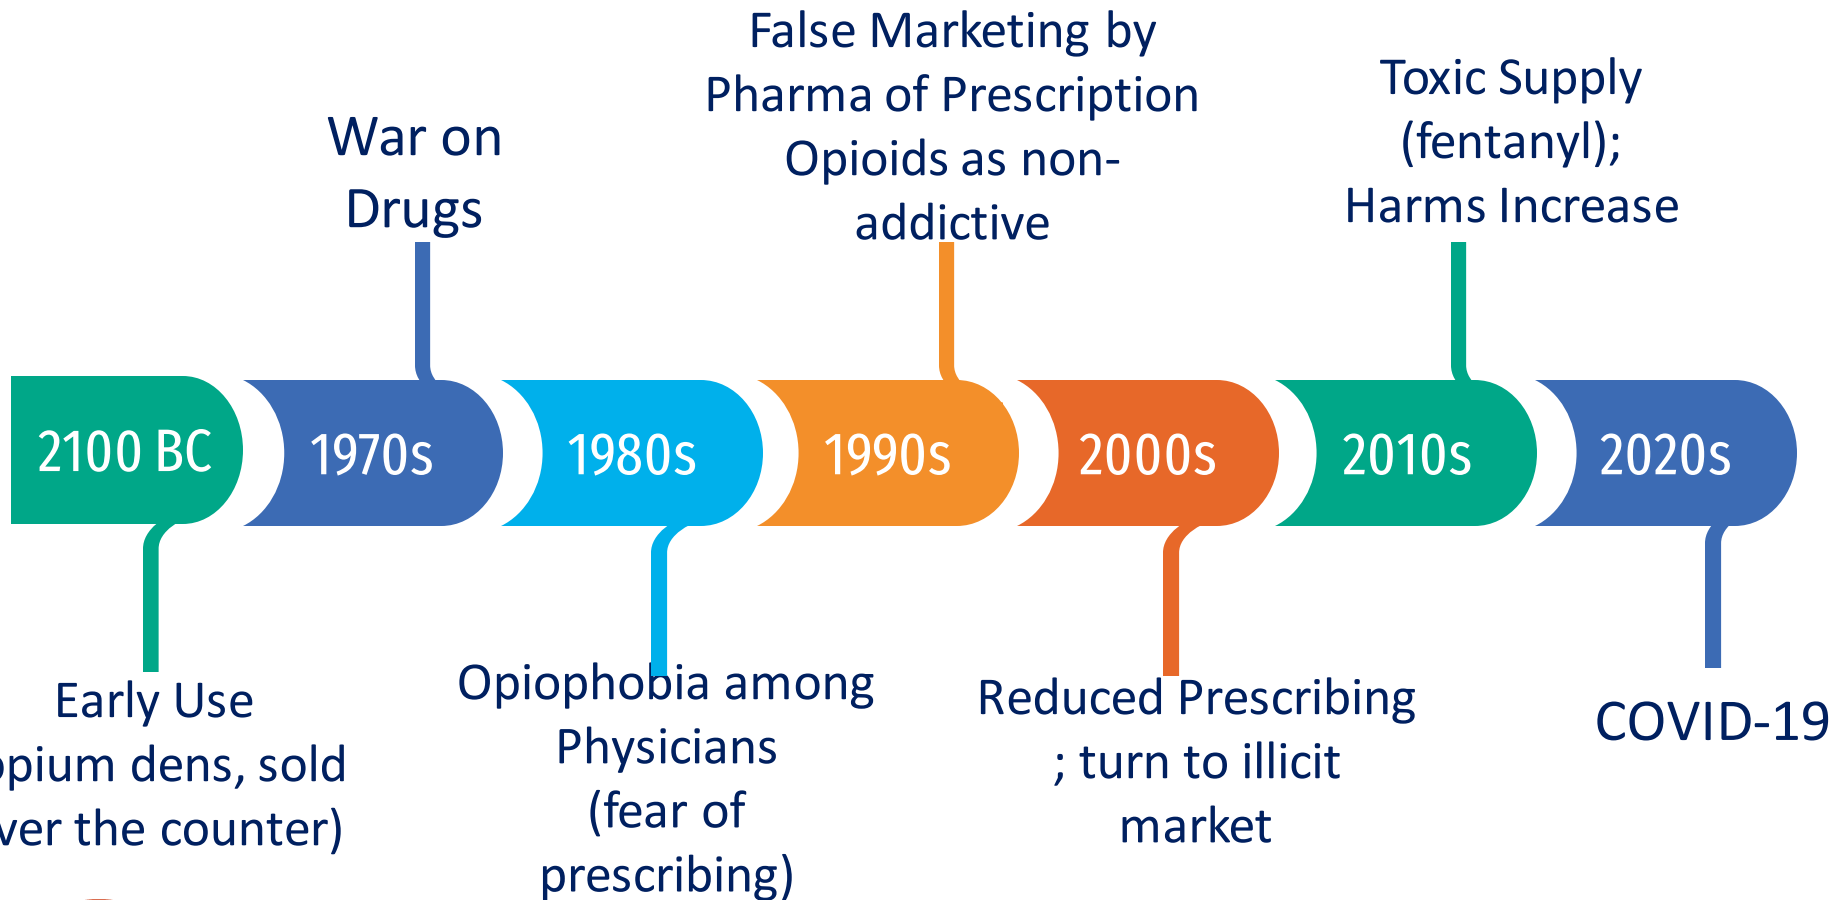 False Marketing by
Pharma of Prescription
Opioids as non-
addictive
Toxic Supply
(fentanyl);
Harms Increase
War on
Drugs
2100 BC
1970s
1980s
1990s
2000s
2010s
2020s
Early Use
opium dens, sold
over the counter)
Opiophobia among
Physicians
(fear of
prescribing)
Reduced Prescribing
; turn to illicit
market
COVID-19